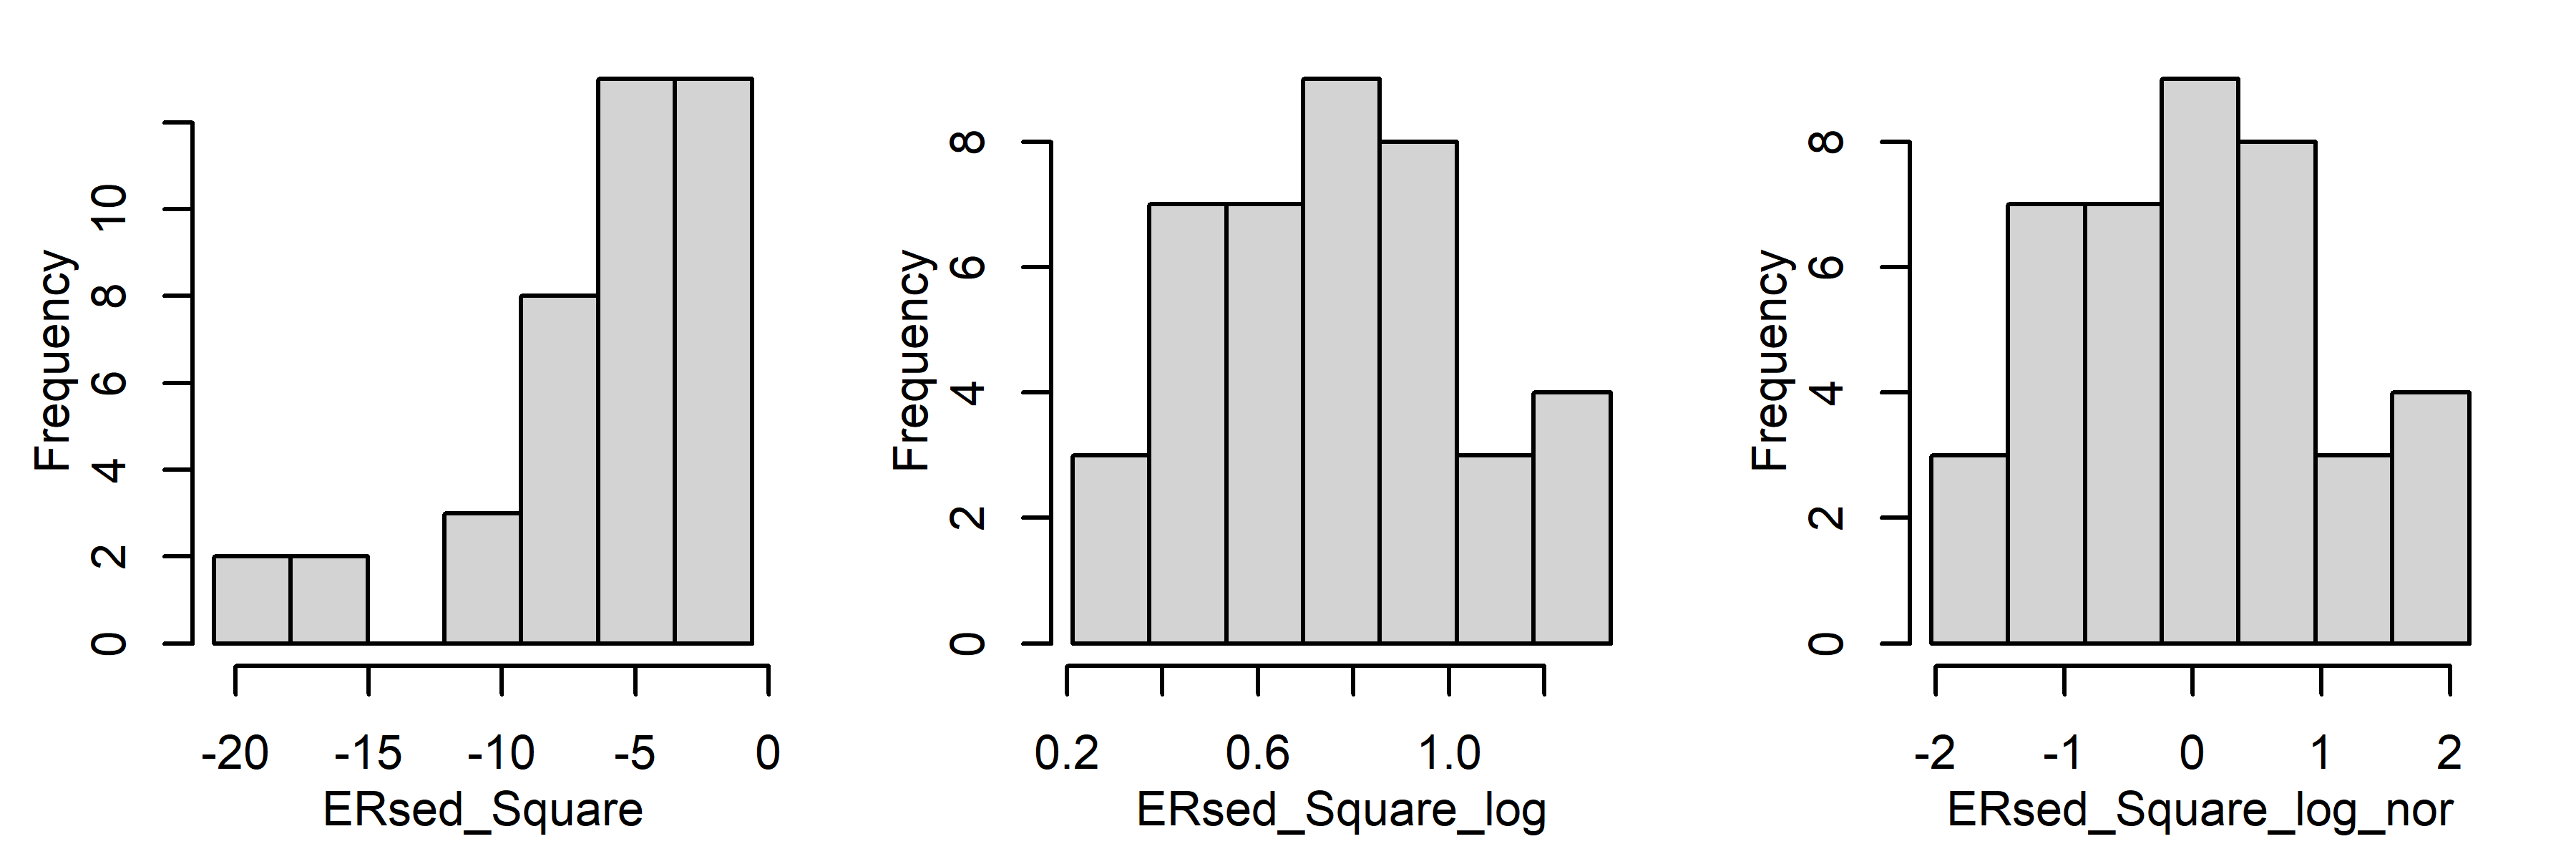 Frequency
0 2 4 6 8 10
-20 -15 -10 -5 0
ERsed_Square
Frequency
0 2 4 6 8
0.2 0.6 1.0
ERsed_Square_log
Frequency
0 2 4 6 8
-2 -1 0 1 2
ERsed_Square_log_nor